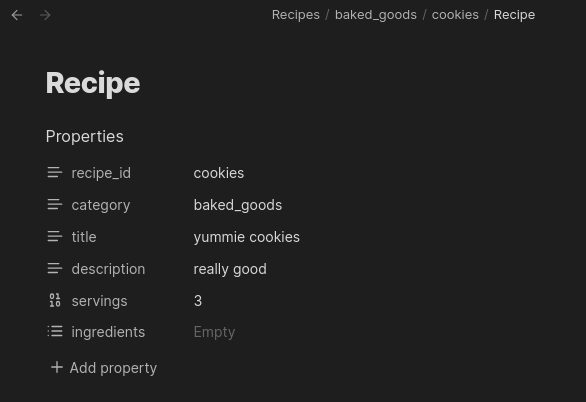 Recipes / baked_goods / cookies / Recipe
Recipe
Properties
recipe_id cookies
category baked_goods
title yummie cookies
description really good
servings 3
ingredients Empty
Add property